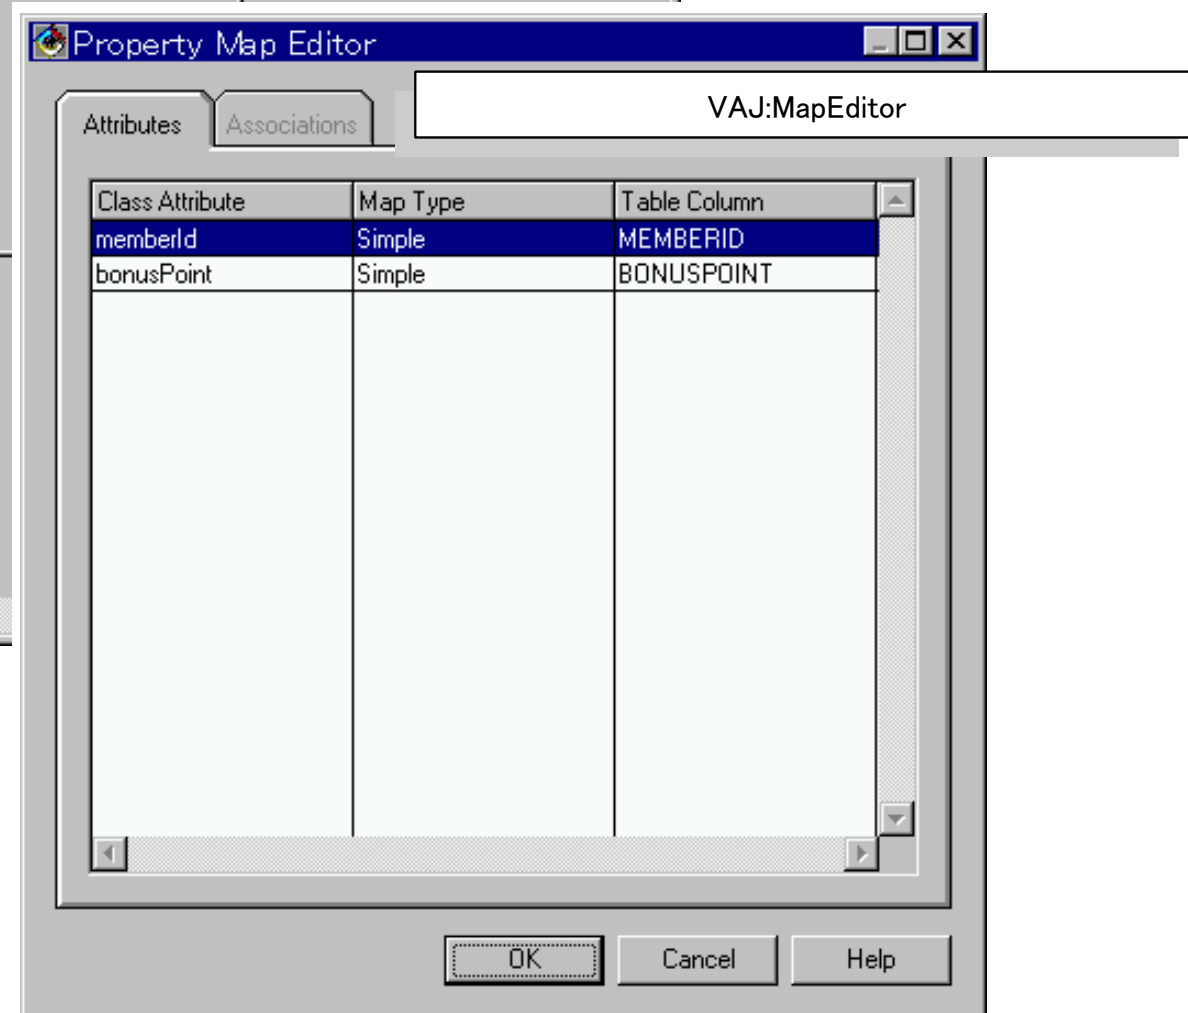 Property Map Editor
VAJ:MapEditor
Attributes Associations
Class Attribute Map Type Table Column
memberId Simple MEMBERID
bonusPoint Simple BONUSPOINT
OK Cancel Help